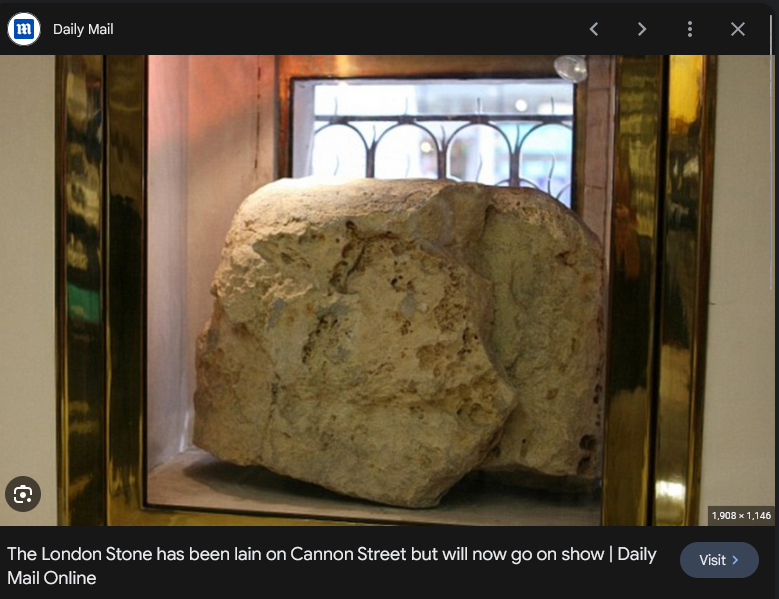 Daily Mail
1,908 × 1,146
The London Stone has been lain on Cannon Street but will now go on show | Daily
Mail Online
Visit